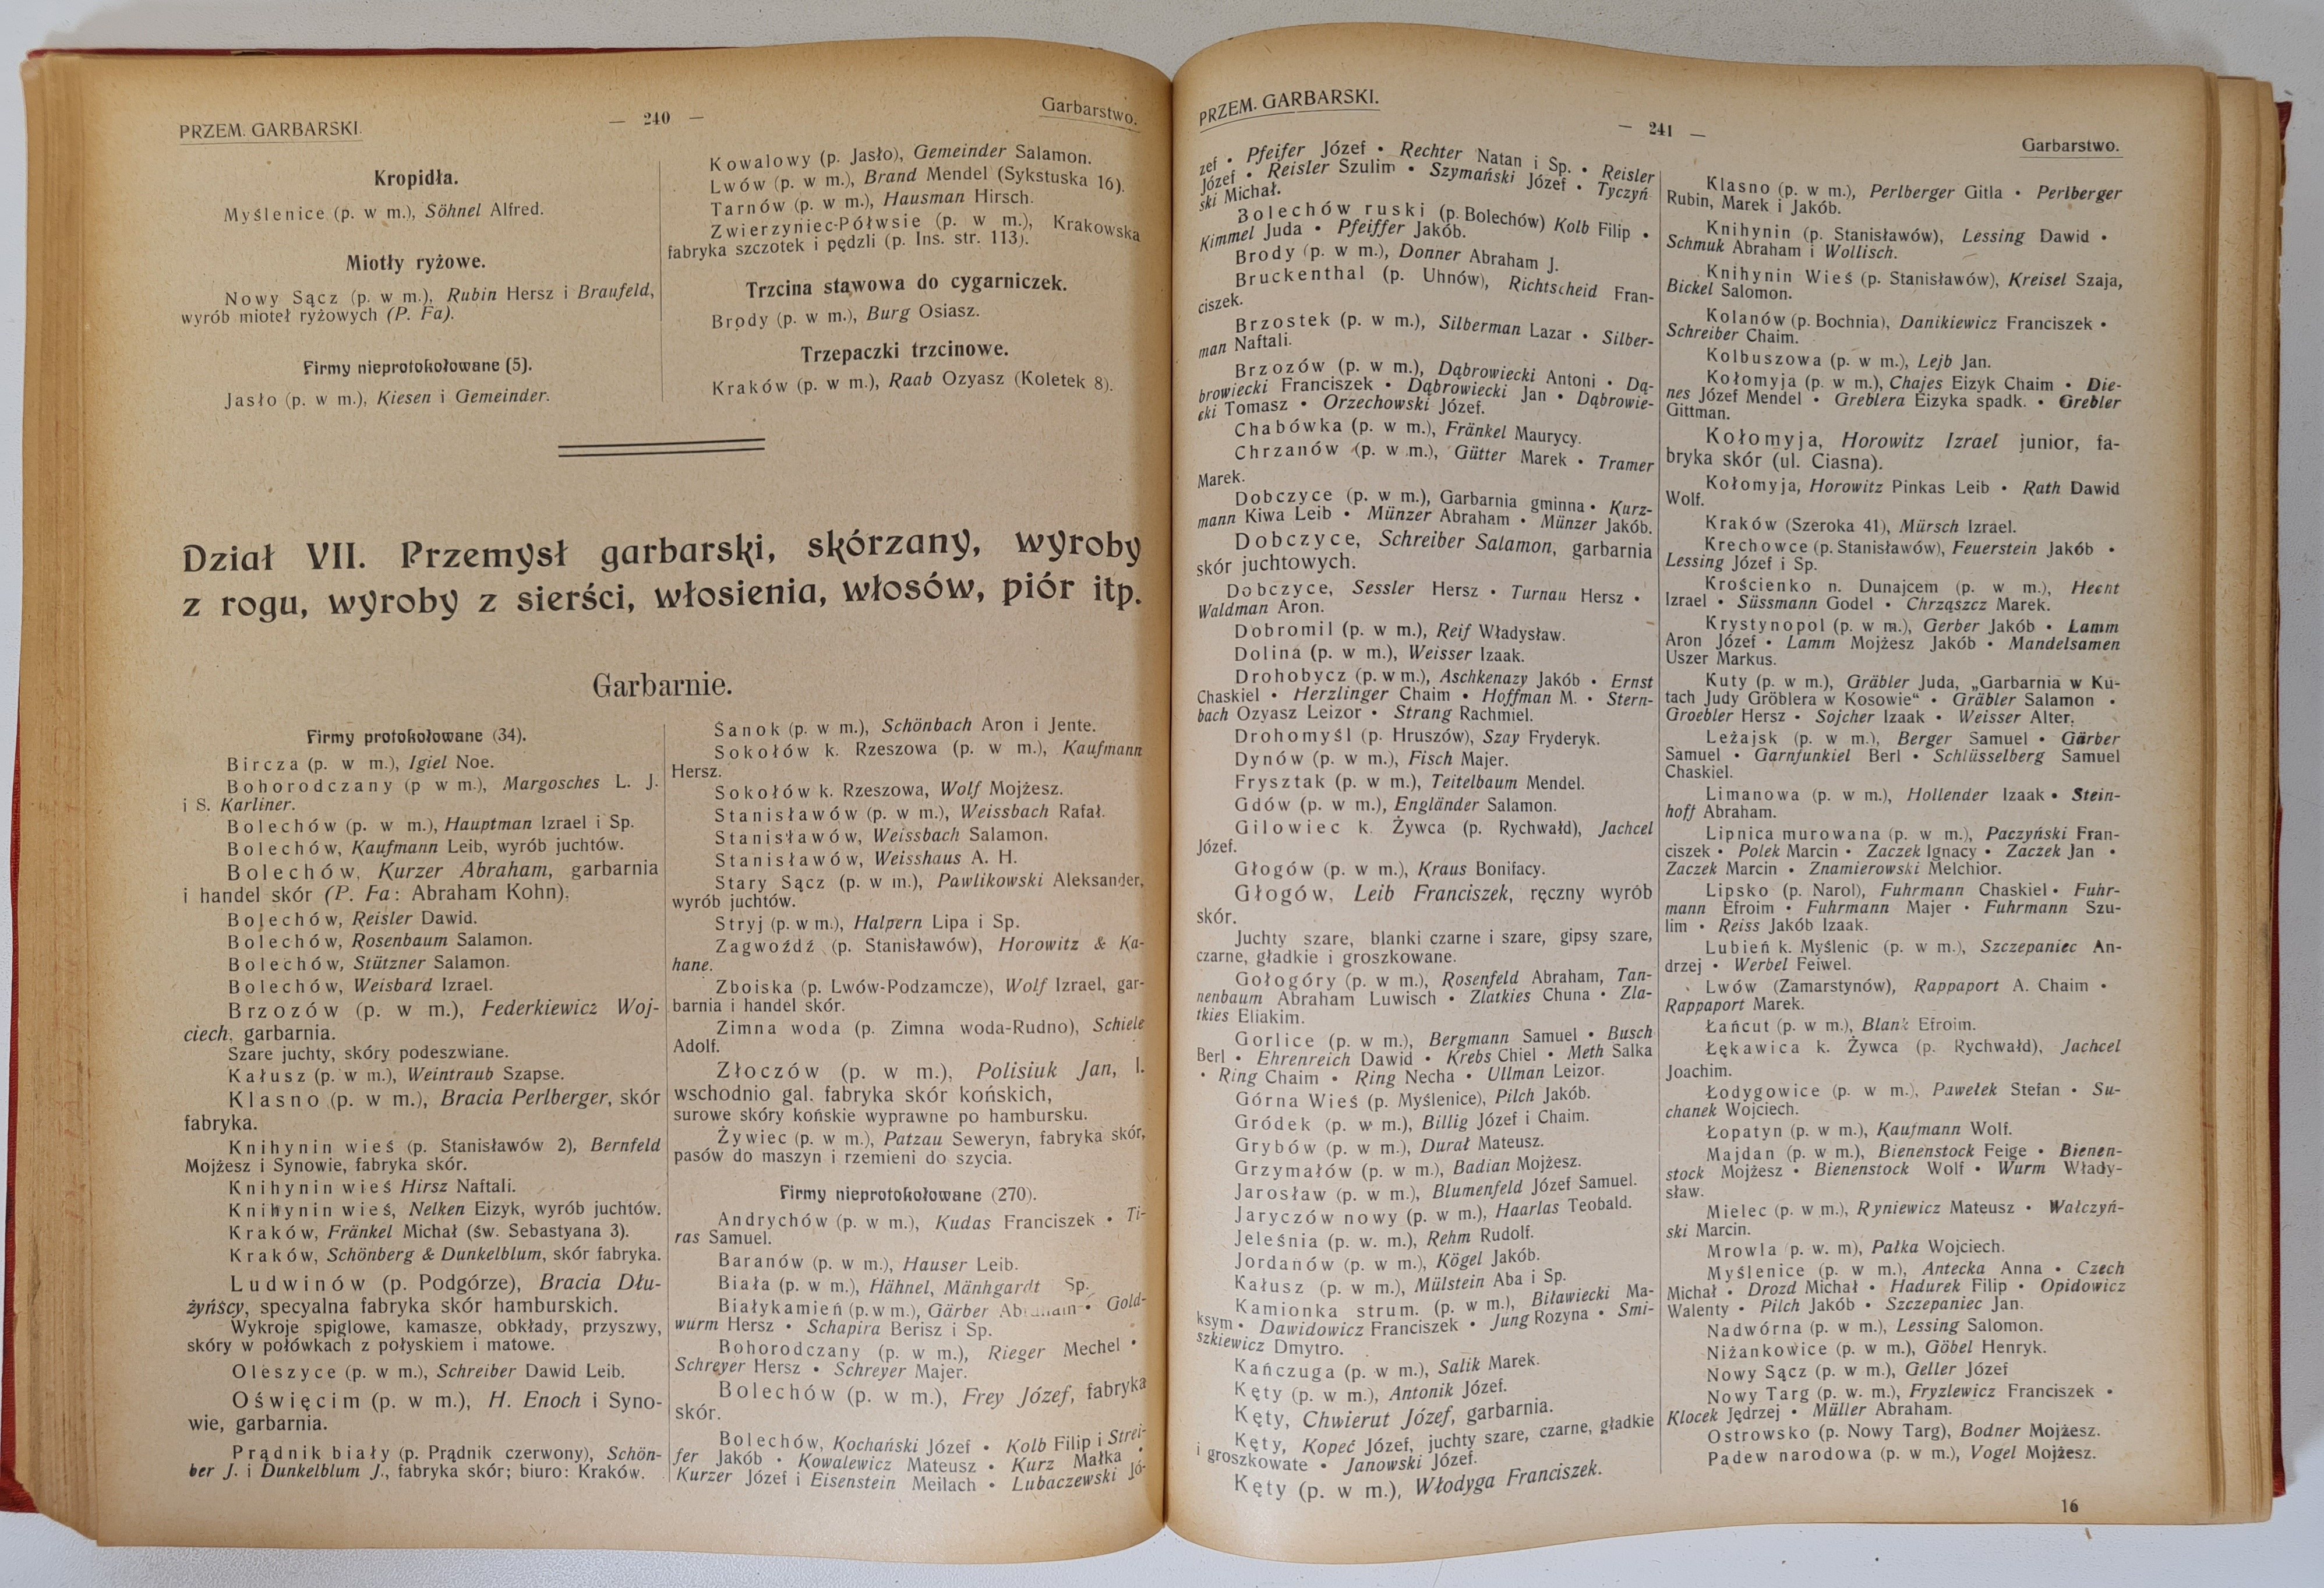 PRZEM. GARBARSKI.
— 240 —
Garbarstwo.
Kropidła.
Myślenice (p. w m.), Söhnel Alfred.
Miotły ryżowe.
Nowy Sącz (p. w m.), Rubin Hersz i Braufeld,
wyrób mioteł ryżowych (P. Fa).
Firmy nieprotokołowane (5).
Jasło (p. w m.), Kiesen i Gemeinder.
Kowalowy (p. Jasło), Gemeinder Salamon.
Lwów (p. w m.), Brand Mendel (Sykstuska 16).
Tarnów (p. w m.), Hausman Hirsch.
Zwierzyniec-Półwsie (p. w m.), Krakowska
fabryka szczotek i pędzli (p. Ins. str. 113).
Trzcina stawowa do cygarniczek.
Brody (p. w m.), Burg Osiasz.
Trzepaczki trzcinowe.
Kraków (p. w m.), Raab Ozyasz (Koletek 8).
Dział VII. Przemysł garbarski, skórzany, wyroby
z rogu, wyroby z sierści, włosienia, włosów, piór itp.
Garbarnie.
Firmy protokołowane (34).
Bircza (p. w m.), Igiel Noe.
Bohorodczany (p w m.), Margosches L. J.
i S. Karliner.
Bolechów (p. w m.), Hauptman Izrael i Sp.
Bolechów, Kaufmann Leib, wyrób juchtów.
Bolechów, Kurzer Abraham, garbarnia
i handel skór (P. Fa: Abraham Kohn).
Bolechów, Reisler Dawid.
Bolechów, Rosenbaum Salamon.
Bolechów, Stützner Salamon.
Bolechów, Weisbard Izrael.
Brzozów (p. w m.), Federkiewicz Woj-
ciech, garbarnia.
Szare juchty, skóry podeszwiane.
Kałusz (p. w m.), Weintraub Szapse.
Klasno (p. w m.), Bracia Perlberger, skór
fabryka.
Knihynin wieś (p. Stanisławów 2), Bernfeld
Mojżesz i Synowie, fabryka skór.
Knihynin wieś Hirsz Naftali.
Knihynin wieś, Nelken Eizyk, wyrób juchtów.
Kraków, Fränkel Michał (św. Sebastyana 3).
Kraków, Schönberg & Dunkelblum, skór fabryka.
Ludwinów (p. Podgórze), Bracia Dłu-
żyńscy, specyalna fabryka skór hamburskich.
Wykroje spiglowe, kamasze, obkłady, przyszwy,
skóry w połówkach z połyskiem i matowe.
Oleszyce (p. w m.), Schreiber Dawid Leib.
Oświęcim (p. w m.), H. Enoch i Syno-
wie, garbarnia.
Prądnik biały (p. Prądnik czerwony), Schön-
ber J. i Dunkelblum J., fabryka skór; biuro: Kraków.
Sanok (p. w m.), Schönbach Aron i Jente.
Sokołów k. Rzeszowa (p. w m.), Kaufmann
Hersz.
Sokołów k. Rzeszowa, Wolf Mojżesz.
Stanisławów (p. w m.), Weissbach Rafał.
Stanisławów, Weissbach Salamon.
Stanisławów, Weisshaus A. H.
Stary Sącz (p. w m.), Pawlikowski Aleksander,
wyrób juchtów.
Stryj (p. w m.), Halpern Lipa i Sp.
Zagwoźdź (p. Stanisławów), Horowitz & Ka-
hane.
Zboiska (p. Lwów-Podzamcze), Wolf Izrael, gar-
barnia i handel skór.
Zimna woda (p. Zimna woda-Rudno), Schiele
Adolf.
Złoczów (p. w m.), Polisiuk Jan, I.
wschodnio gal. fabryka skór końskich,
surowe skóry końskie wyprawne po hambursku.
Żywiec (p. w m.), Patzau Seweryn, fabryka skór,
pasów do maszyn i rzemieni do szycia.
Firmy nieprotokołowane (270).
Andrychów (p. w m.), Kudas Franciszek • Ti-
ras Samuel.
Baranów (p. w m.), Hauser Leib.
Biała (p. w m.), Hähnel, Mänhgardt Sp.
Białykamień (p. w m.), Gärber Abraham • Gold-
wurm Hersz • Schapira Berisz i Sp.
Bohorodczany (p. w m.), Rieger Mechel •
Schreyer Hersz • Schreyer Majer.
Bolechów (p. w m.), Frey Józef, fabryka
skór.
Bolechów, Kochański Józef • Kolb Filip i Strei-
fer Jakób • Kowalewicz Mateusz • Kurz Małka •
Kurzer Józef i Eisenstein Meilach • Lubaczewski Jó-
PRZEM. GARBARSKI.
— 241 —
Garbarstwo.
zef • Pfeifer Józef • Rechter Natan i Sp. • Reisler
Józef • Reisler Szulim • Szymański Józef • Tyczyń-
ski Michał.
Bolechów ruski (p. Bolechów) Kolb Filip •
Kimmel Juda • Pfeiffer Jakób.
Brody (p. w m.), Donner Abraham J.
Bruckenthal (p. Uhnów), Richtscheid Fran-
ciszek.
Brzostek (p. w m.), Silberman Lazar • Silber-
man Naftali.
Brzozów (p. w m.), Dąbrowiecki Antoni • Dą-
browiecki Franciszek • Dąbrowiecki Jan • Dąbrowie-
cki Tomasz • Orzechowski Józef.
Chabówka (p. w m.), Fränkel Maurycy.
Chrzanów (p. w m.), Gütter Marek • Tramer
Marek.
Dobczyce (p. w m.), Garbarnia gminna • Kurz-
mann Kiwa Leib • Münzer Abraham • Münzer Jakób.
Dobczyce, Schreiber Salamon, garbarnia
skór juchtowych.
Dobczyce, Sessler Hersz • Turnau Hersz •
Waldman Aron.
Dobromil (p. w m.), Reif Władysław.
Dolina (p. w m.), Weisser Izaak.
Drohobycz (p. w m.), Aschkenazy Jakób • Ernst
Chaskiel • Herzlinger Chaim • Hoffman M. • Stern-
bach Ozyasz Leizor • Strang Rachmiel.
Drohomyśl (p. Hruszów), Szay Fryderyk.
Dynów (p. w m.), Fisch Majer.
Frysztak (p. w m.), Teitelbaum Mendel.
Gdów (p. w m.), Engländer Salamon.
Gilowiec k. Żywca (p. Rychwałd), Jachcel
Józef.
Głogów (p. w m.), Kraus Bonifacy.
Głogów, Leib Franciszek, ręczny wyrób
skór.
Juchty szare, blanki czarne i szare, gipsy szare,
czarne, gładkie i groszkowane.
Gołogóry (p. w m.), Rosenfeld Abraham, Tan-
nenbaum Abraham Luwisch • Zlatkies Chuna • Zla-
tkies Eliakim.
Gorlice (p. w m.), Bergmann Samuel • Busch
Berl • Ehrenreich Dawid • Krebs Chiel • Meth Salka
• Ring Chaim • Ring Necha • Ullman Leizor.
Górna Wieś (p. Myślenice), Pilch Jakób.
Gródek (p. w m.), Billig Józef i Chaim.
Grybów (p. w m.), Durał Mateusz.
Grzymałów (p. w m.), Badian Mojżesz.
Jarosław (p. w m.), Blumenfeld Józef Samuel.
Jaryczów nowy (p. w m.), Haarlas Teobald.
Jeleśnia (p. w. m.), Rehm Rudolf.
Jordanów (p. w m.), Kögel Jakób.
Kałusz (p. w m.), Mülstein Aba i Sp.
Kamionka strum. (p. w m.), Biławiecki Ma-
ksym • Dawidowicz Franciszek • Jung Rozyna • Smi-
szkiewicz Dmytro.
Kańczuga (p. w m.), Salik Marek.
Kęty (p. w m.), Antonik Józef.
Kęty, Chwierut Józef, garbarnia.
Kęty, Kopeć Józef, juchty szare, czarne, gładkie
i groszkowate • Janowski Józef.
Kęty (p. w m.), Włodyga Franciszek.
Klasno (p. w m.), Perlberger Gitla • Perlberger
Rubin, Marek i Jakób.
Knihynin (p. Stanisławów), Lessing Dawid •
Schmuk Abraham i Wollisch.
Knihynin Wieś (p. Stanisławów), Kreisel Szaja,
Bickel Salomon.
Kolanów (p. Bochnia), Danikiewicz Franciszek •
Schreiber Chaim.
Kolbuszowa (p. w m.), Lejb Jan.
Kołomyja (p. w m.), Chajes Eizyk Chaim • Die-
nes Józef Mendel • Greblera Eizyka spadk. • Grebler
Gittman.
Kołomyja, Horowitz Izrael junior, fa-
bryka skór (ul. Ciasna).
Kołomyja, Horowitz Pinkas Leib • Rath Dawid
Wolf.
Kraków (Szeroka 41), Mürsch Izrael.
Krechowce (p. Stanisławów), Feuerstein Jakób •
Lessing Józef i Sp.
Krościenko n. Dunajcem (p. w m.), Hecht
Izrael • Süssmann Godel • Chrząszcz Marek.
Krystynopol (p. w m.), Gerber Jakób • Lamm
Aron Józef • Lamm Mojżesz Jakób • Mandelsamen
Uszer Markus.
Kuty (p. w m.), Gräbler Juda, „Garbarnia w Ku-
tach Judy Gröblera w Kosowie“ • Gräbler Salamon •
Groebler Hersz • Sojcher Izaak • Weisser Alter.
Leżajsk (p. w m.), Berger Samuel • Gärber
Samuel • Garnfunkiel Berl • Schlüsselberg Samuel
Chaskiel.
Limanowa (p. w m.), Hollender Izaak • Stein-
hoff Abraham.
Lipnica murowana (p. w m.), Paczyński Fran-
ciszek • Polek Marcin • Zaczek Ignacy • Zaczek Jan •
Zaczek Marcin • Znamierowski Melchior.
Lipsko (p. Narol), Fuhrmann Chaskiel • Fuhr-
mann Efroim • Fuhrmann Majer • Fuhrmann Szu-
lim • Reiss Jakób Izaak.
Lubień k. Myślenic (p. w m.), Szczepaniec An-
drzej • Werbel Feiwel.
Lwów (Zamarstynów), Rappaport A. Chaim •
Rappaport Marek.
Łańcut (p. w m.), Blank Efroim.
Łękawica k. Żywca (p. Rychwałd), Jachcel
Joachim.
Łodygowice (p. w m.), Pawełek Stefan • Su-
chanek Wojciech.
Łopatyn (p. w m.), Kaufmann Wolf.
Majdan (p. w m.), Bienenstock Feige • Bienen-
stock Mojżesz • Bienenstock Wolf • Wurm Włady-
sław.
Mielec (p. w m.), Ryniewicz Mateusz • Wałczyń-
ski Marcin.
Mrowla p. w. m), Pałka Wojciech.
Myślenice (p. w m.), Antecka Anna • Czech
Michał • Drozd Michał • Hadurek Filip • Opidowicz
Walenty • Pilch Jakób • Szczepaniec Jan.
Nadwórna (p. w m.), Lessing Salomon.
Niżankowice (p. w m.), Göbel Henryk.
Nowy Sącz (p. w m.), Geller Józef
Nowy Targ (p. w. m.), Fryzlewicz Franciszek •
Klocek Jędrzej • Müller Abraham.
Ostrowsko (p. Nowy Targ), Bodner Mojżesz.
Padew narodowa (p. w m.), Vogel Mojżesz.
16